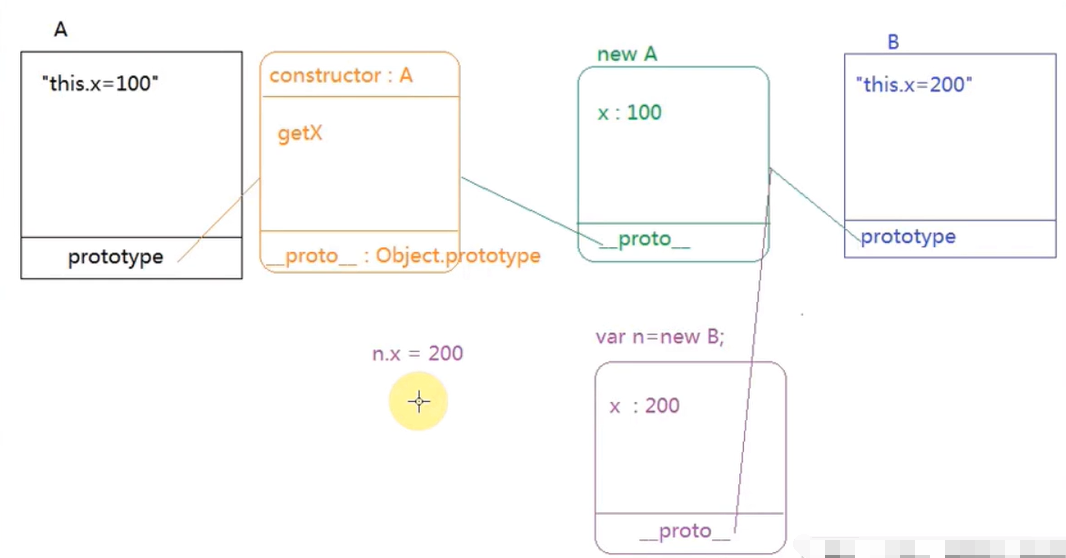 A
"this.x=100"
prototype
constructor : A
getX
__proto__ : Object.prototype
new A
x : 100
__proto__
B
"this.x=200"
prototype
n.x = 200
var n=new B;
x : 200
__proto__